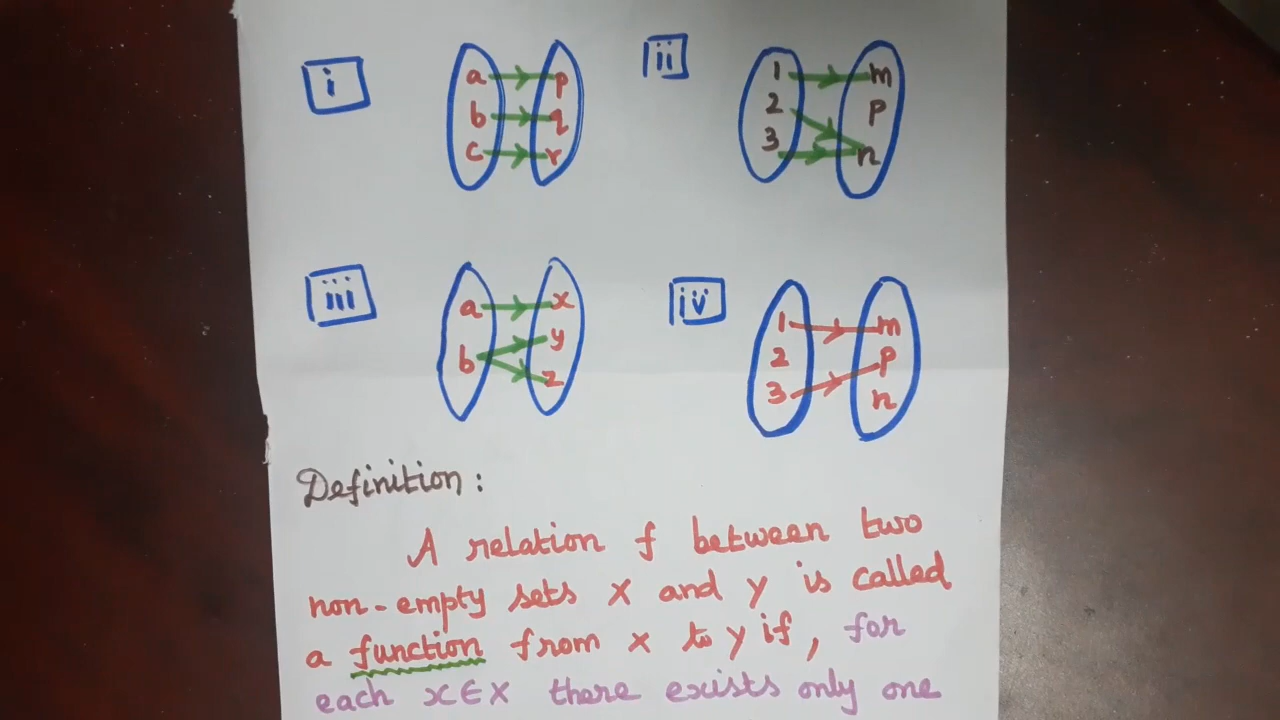 i
a p
b q
c r
ii
1 m
2 p
3 n
iii
a x
b y
z
iv
1 m
2 p
3 n
Definition :
A relation f between two
non-empty sets X and Y is called
a function from X to Y if, for
each x∈X there exists only one